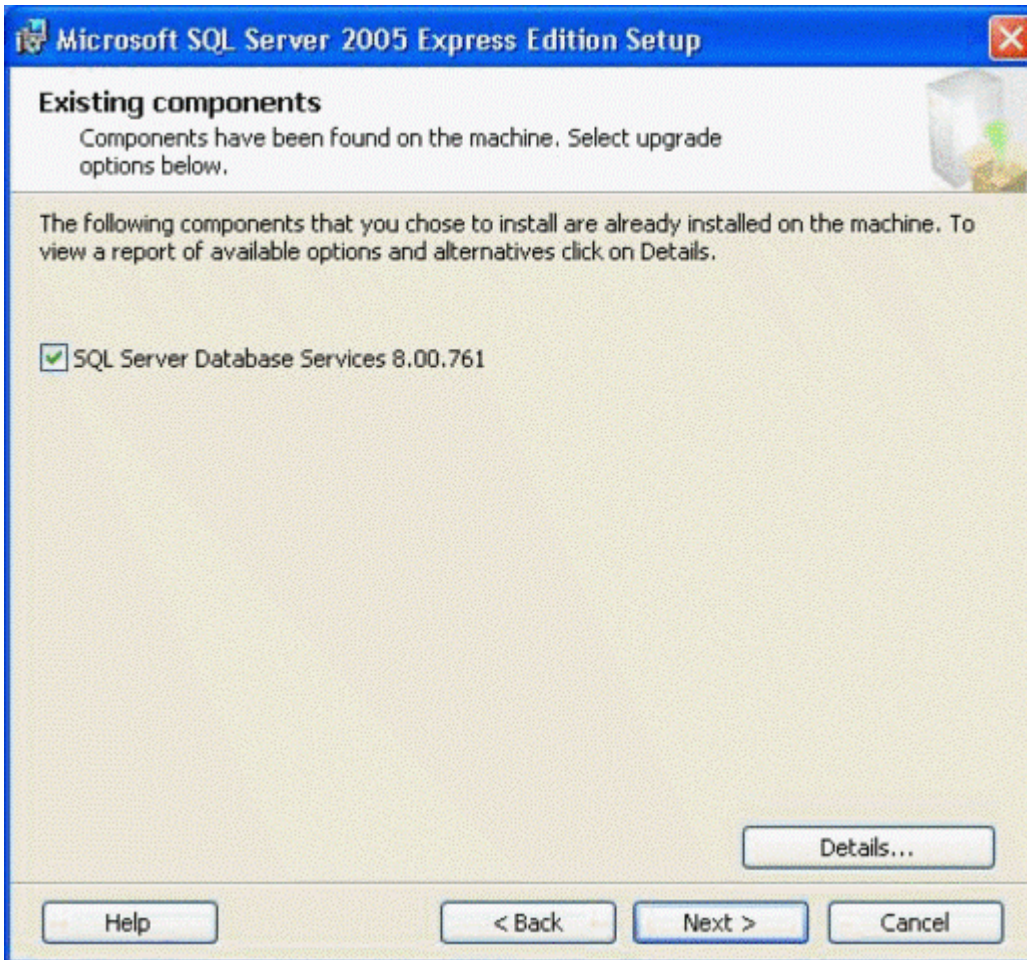 Microsoft SQL Server 2005 Express Edition Setup
Existing components
Components have been found on the machine. Select upgrade
options below.
The following components that you chose to install are already installed on the machine. To
view a report of available options and alternatives click on Details.
SQL Server Database Services 8.00.761
Details...
Help
< Back
Next >
Cancel